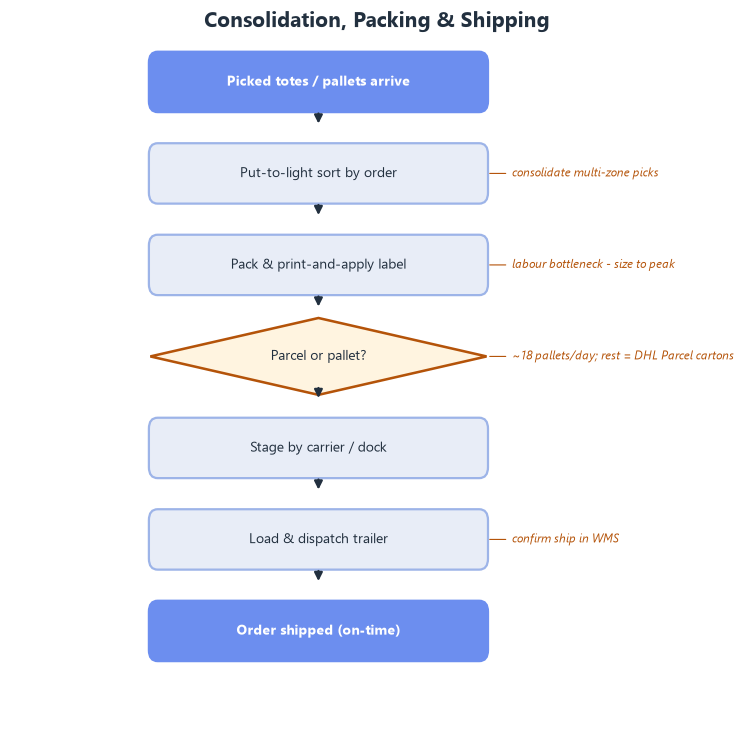 Consolidation, Packing & Shipping
Picked totes / pallets arrive
Put-to-light sort by order
consolidate multi-zone picks
Pack & print-and-apply label
labour bottleneck - size to peak
Parcel or pallet?
~18 pallets/day; rest = DHL Parcel cartons
Stage by carrier / dock
Load & dispatch trailer
confirm ship in WMS
Order shipped (on-time)